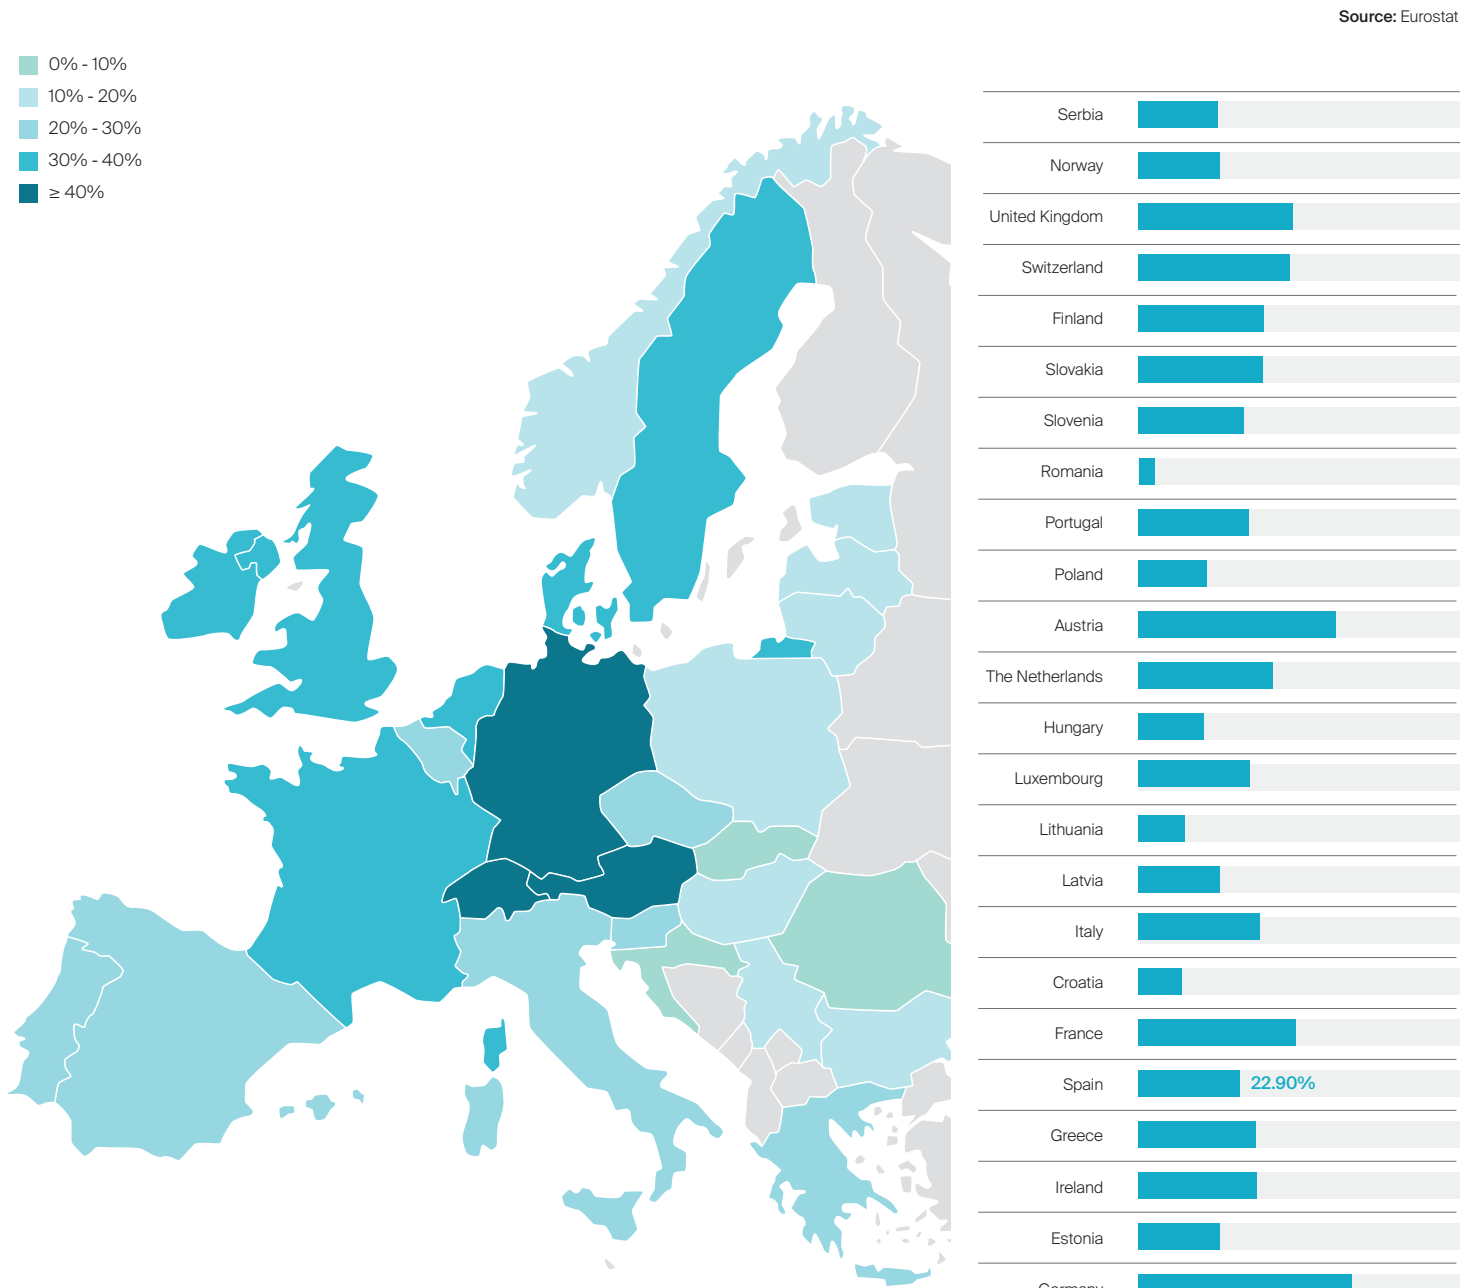 Source: Eurostat
0% - 10%
10% - 20%
20% - 30%
30% - 40%
≥ 40%
Serbia
Norway
United Kingdom
Switzerland
Finland
Slovakia
Slovenia
Romania
Portugal
Poland
Austria
The Netherlands
Hungary
Luxembourg
Lithuania
Latvia
Italy
Croatia
France
Spain 22.90%
Greece
Ireland
Estonia
Germany